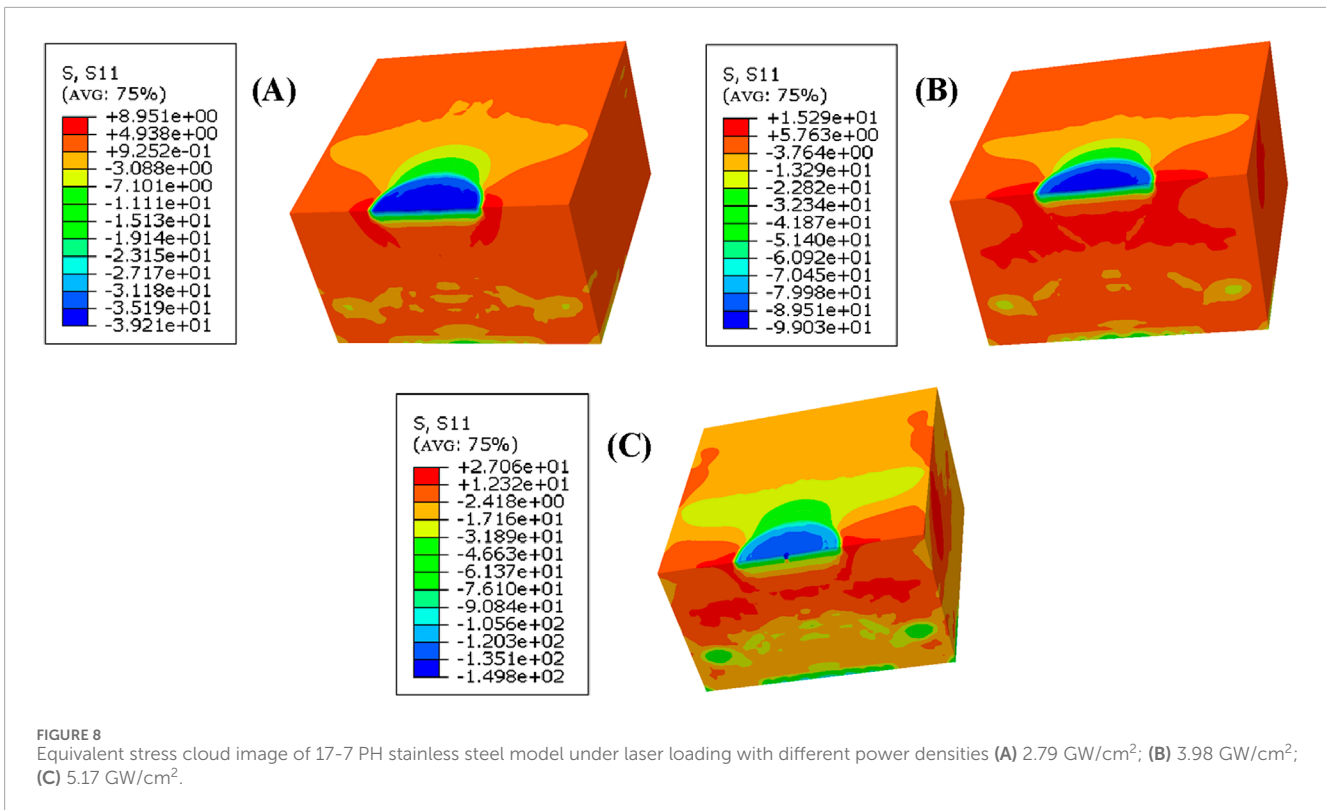 S, S11
(AVG: 75%)
+8.951e+00
+4.938e+00
+9.252e-01
-3.088e+00
-7.101e+00
-1.111e+01
-1.513e+01
-1.914e+01
-2.315e+01
-2.717e+01
-3.118e+01
-3.519e+01
-3.921e+01
(A)
S, S11
(AVG: 75%)
+1.529e+01
+5.763e+00
-3.764e+00
-1.329e+01
-2.282e+01
-3.234e+01
-4.187e+01
-5.140e+01
-6.092e+01
-7.045e+01
-7.998e+01
-8.951e+01
-9.903e+01
(B)
S, S11
(AVG: 75%)
+2.706e+01
+1.232e+01
-2.418e+00
-1.716e+01
-3.189e+01
-4.663e+01
-6.137e+01
-7.610e+01
-9.084e+01
-1.056e+02
-1.203e+02
-1.351e+02
-1.498e+02
(C)
FIGURE 8
Equivalent stress cloud image of 17-7 PH stainless steel model under laser loading with different power densities (A) 2.79 GW/cm²; (B) 3.98 GW/cm²;
(C) 5.17 GW/cm².